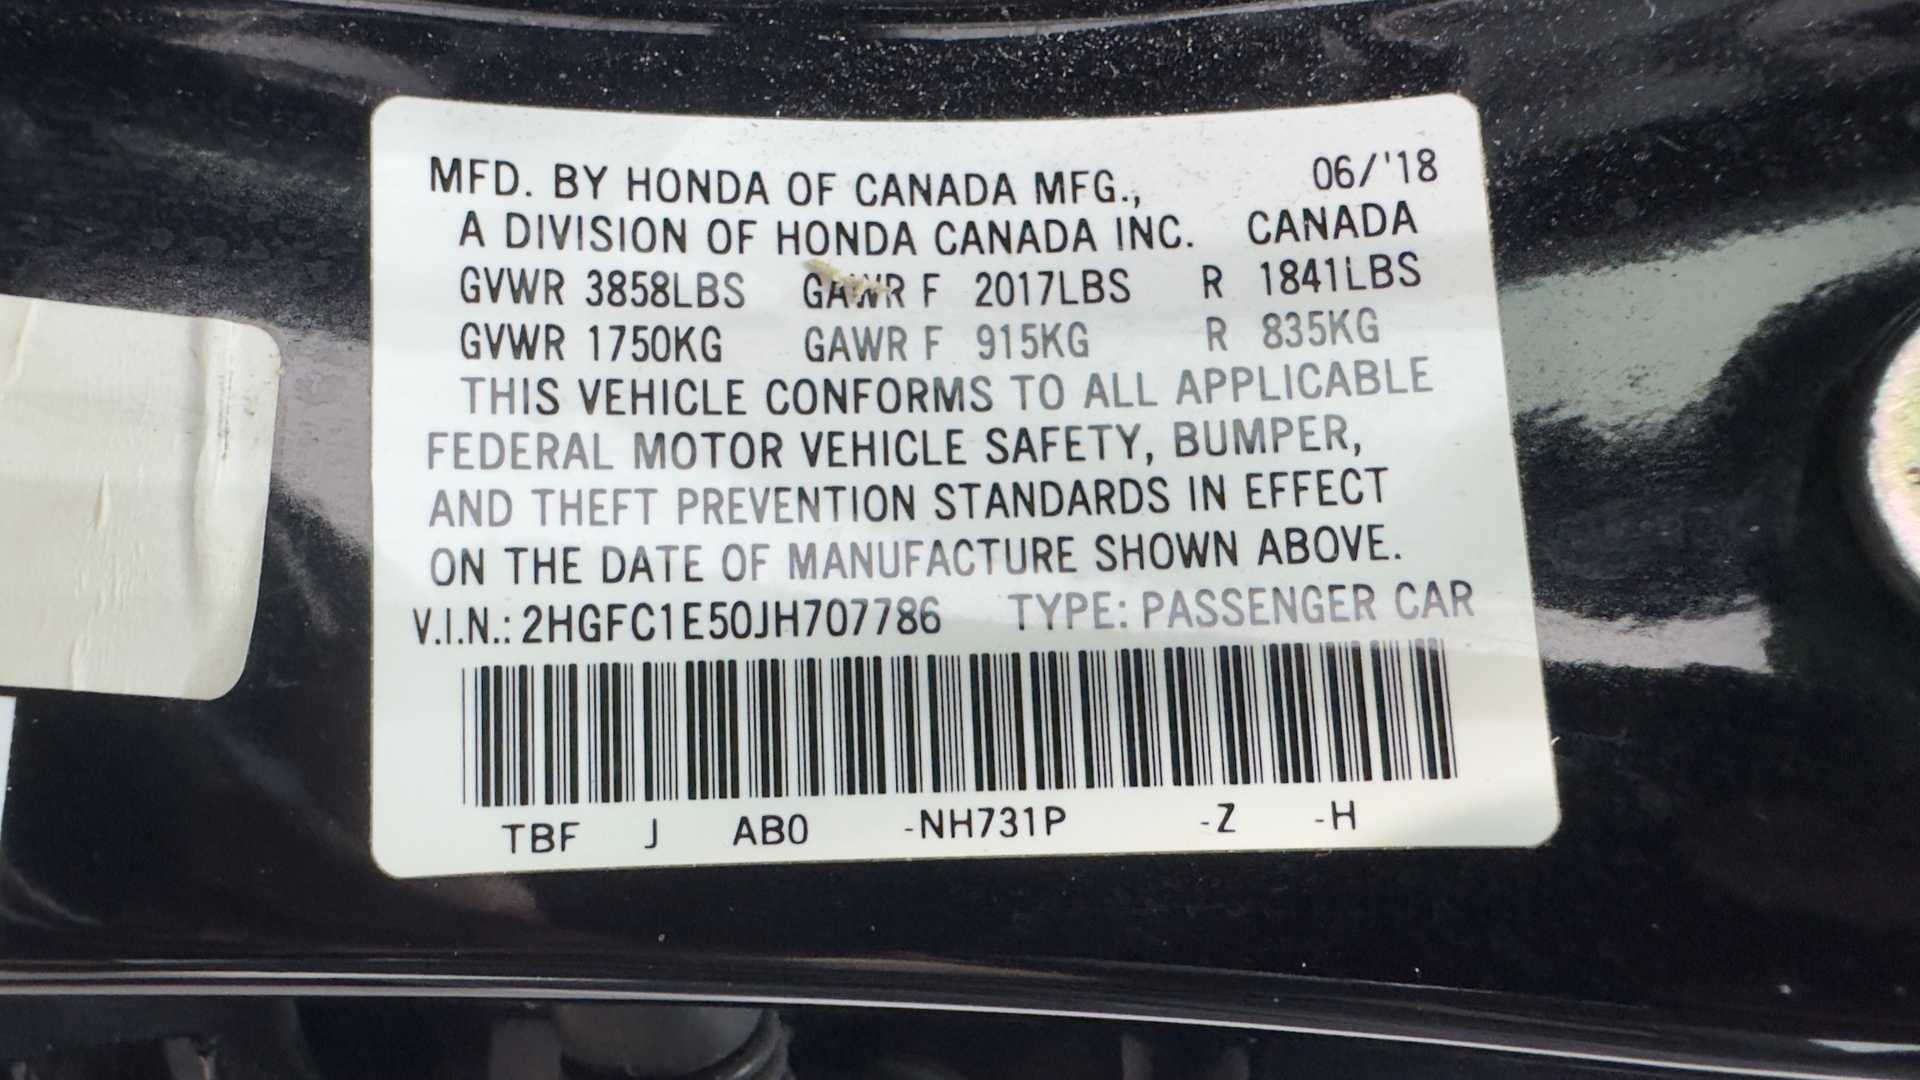 MFD. BY HONDA OF CANADA MFG., 06/'18
A DIVISION OF HONDA CANADA INC. CANADA
GVWR 3858LBS GAWR F 2017LBS R 1841LBS
GVWR 1750KG GAWR F 915KG R 835KG
THIS VEHICLE CONFORMS TO ALL APPLICABLE
FEDERAL MOTOR VEHICLE SAFETY, BUMPER,
AND THEFT PREVENTION STANDARDS IN EFFECT
ON THE DATE OF MANUFACTURE SHOWN ABOVE.
V.I.N.: 2HGFC1E50JH707786 TYPE: PASSENGER CAR
TBF J AB0 -NH731P -Z -H